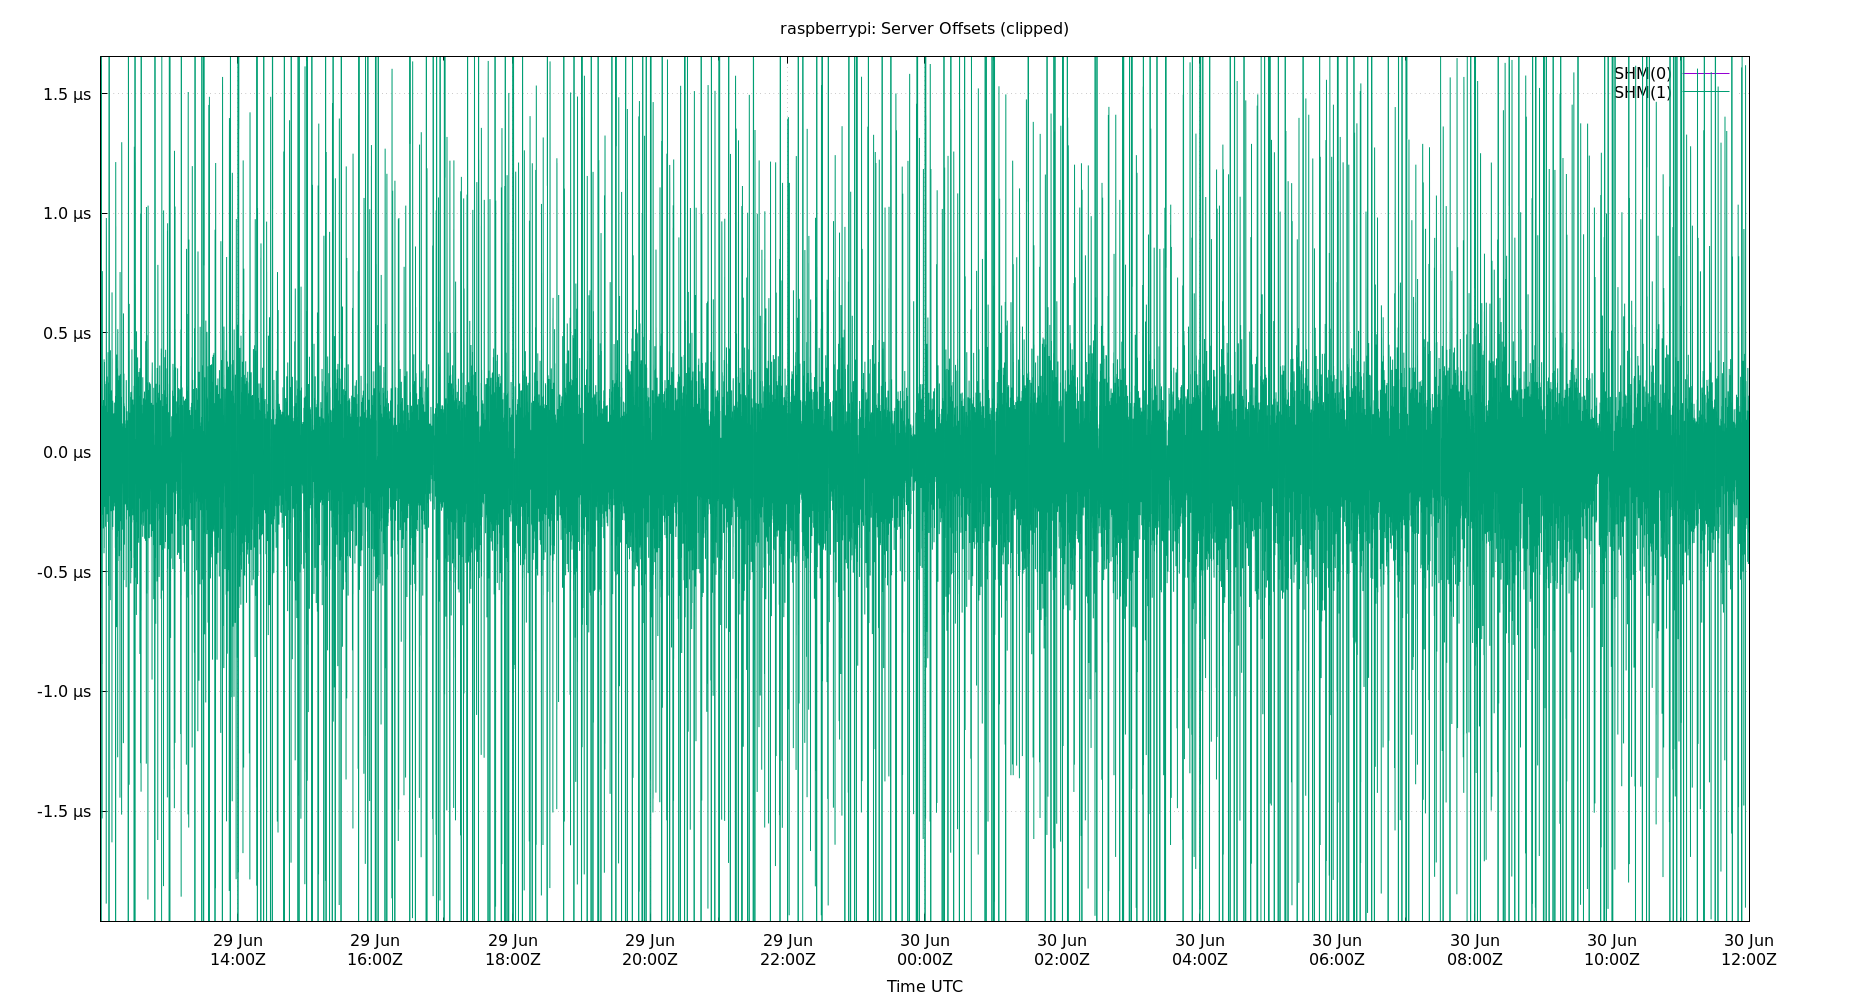 raspberrypi: Server Offsets (clipped)
SHM(0)
SHM(1)
1.5 µs
1.0 µs
0.5 µs
0.0 µs
-0.5 µs
-1.0 µs
-1.5 µs
29 Jun 29 Jun 29 Jun 29 Jun 29 Jun 30 Jun 30 Jun 30 Jun 30 Jun 30 Jun 30 Jun 30 Jun
14:00Z 16:00Z 18:00Z 20:00Z 22:00Z 00:00Z 02:00Z 04:00Z 06:00Z 08:00Z 10:00Z 12:00Z
Time UTC